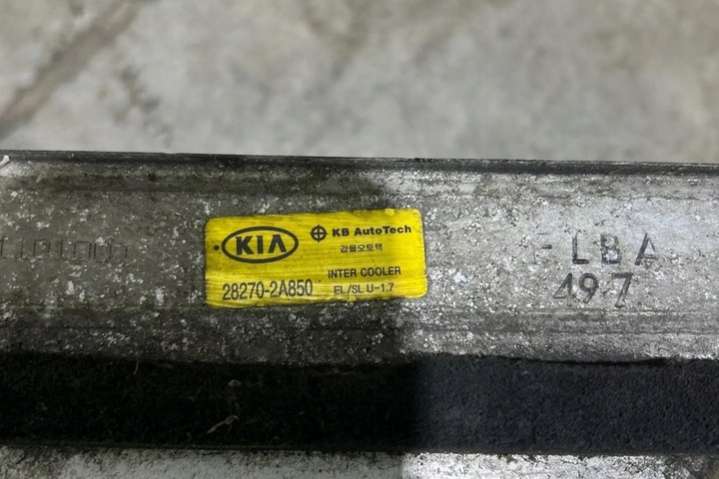 KIA
KB AutoTech
갑을오토텍
INTER COOLER
28270-2A850
EL/SL U-1.7
LBA
49 7